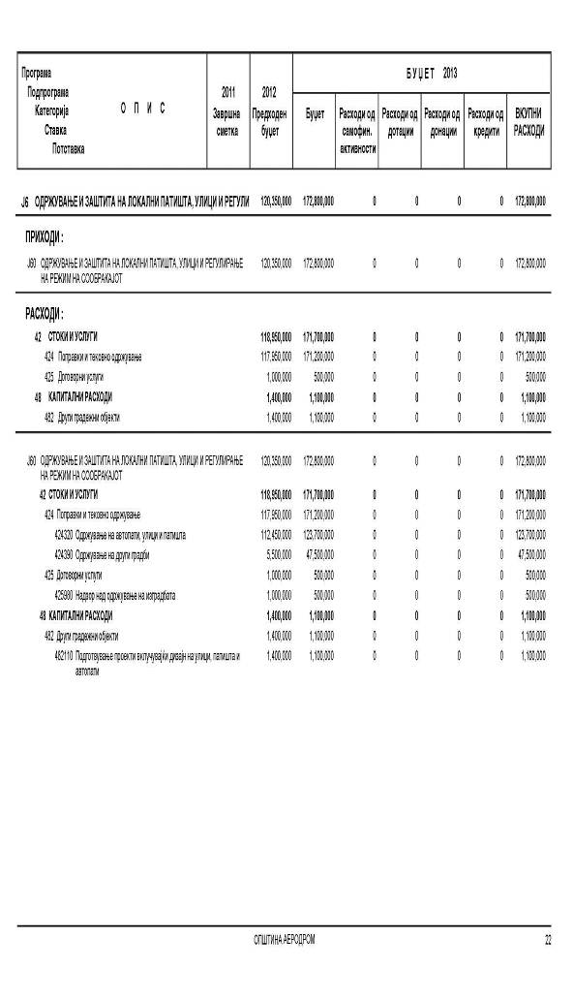 Програма
Подпрограма
Категорија
Ставка
Потставка
О П И С
2011
Завршна
сметка
2012
Предходен
буџет
Б У Џ Е Т 2013
Буџет
Расходи од
самофин.
активности
Расходи од
дотации
Расходи од
донации
Расходи од
кредити
ВКУПНИ
РАСХОДИ
Ј6 ОДРЖУВАЊЕ И ЗАШТИТА НА ЛОКАЛНИ ПАТИШТА, УЛИЦИ И РЕГУЛИ 120,350,000 172,800,000 0 0 0 0 172,800,000
ПРИХОДИ :
Ј60 ОДРЖУВАЊЕ И ЗАШТИТА НА ЛОКАЛНИ ПАТИШТА, УЛИЦИ И РЕГУЛИРАЊЕ 120,350,000 172,800,000 0 0 0 0 172,800,000
НА РЕЖИМ НА СООБРАКАЈОТ
РАСХОДИ :
42 СТОКИ И УСЛУГИ 118,950,000 171,700,000 0 0 0 0 171,700,000
424 Поправки и тековно одржување 117,950,000 171,200,000 0 0 0 0 171,200,000
425 Договорни услуги 1,000,000 500,000 0 0 0 0 500,000
48 КАПИТАЛНИ РАСХОДИ 1,400,000 1,100,000 0 0 0 0 1,100,000
482 Други градежни објекти 1,400,000 1,100,000 0 0 0 0 1,100,000
Ј60 ОДРЖУВАЊЕ И ЗАШТИТА НА ЛОКАЛНИ ПАТИШТА, УЛИЦИ И РЕГУЛИРАЊЕ 120,350,000 172,800,000 0 0 0 0 172,800,000
НА РЕЖИМ НА СООБРАКАЈОТ
42 СТОКИ И УСЛУГИ 118,950,000 171,700,000 0 0 0 0 171,700,000
424 Поправки и тековно одржување 117,950,000 171,200,000 0 0 0 0 171,200,000
424320 Одржување на автопати, улици и патишта 112,450,000 123,700,000 0 0 0 0 123,700,000
424390 Одржување на други градби 5,500,000 47,500,000 0 0 0 0 47,500,000
425 Договорни услуги 1,000,000 500,000 0 0 0 0 500,000
425980 Надзор над одржување на изградбата 1,000,000 500,000 0 0 0 0 500,000
48 КАПИТАЛНИ РАСХОДИ 1,400,000 1,100,000 0 0 0 0 1,100,000
482 Други градежни објекти 1,400,000 1,100,000 0 0 0 0 1,100,000
482110 Подготвување проекти вклучувајќи дизајн на улици, патишта и 1,400,000 1,100,000 0 0 0 0 1,100,000
автопати
ОПШТИНА АЕРОДРОМ 22